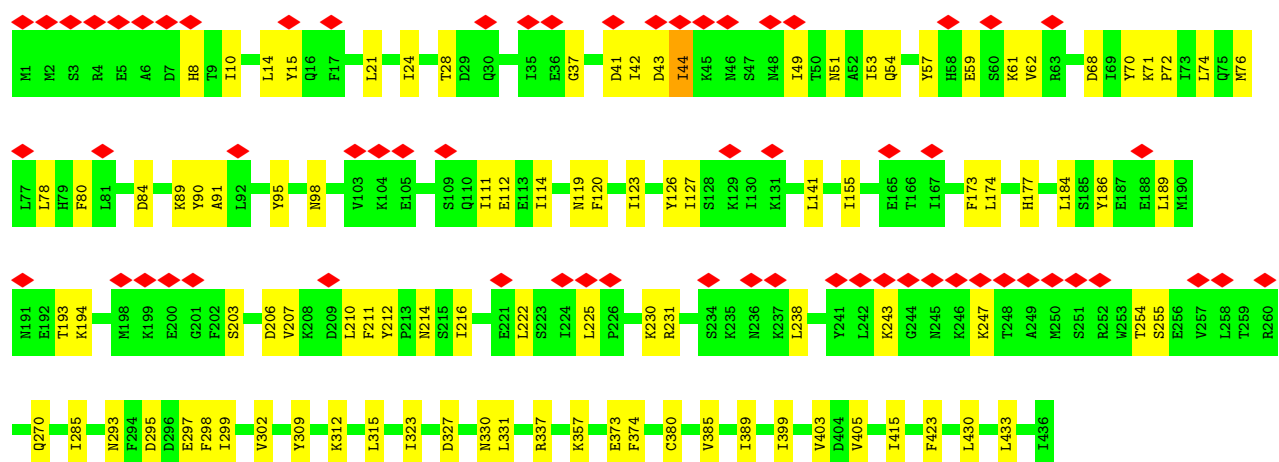 M1 M2 S3 R4 E5 A6 D7 H8 T9 I10 L14 Y15 Q16 F17 L21 I24 T28 D29 Q30 I35 E36 G37 D41 I42 D43 I44 K45 N46 S47 N48 I49 T50 N51 A52 I53 Q54 Y57 H58 E59 S60 K61 V62 R63 D68 I69 Y70 K71 P72 I73 L74 Q75 M76
L77 L78 H79 F80 L81 D84 K89 Y90 A91 L92 Y95 N98 V103 K104 E105 S109 Q110 I111 E112 E113 I114 N119 F120 I123 Y126 I127 S128 K129 I130 K131 L141 I155 E165 T166 I167 F173 L174 H177 L184 S185 Y186 E187 E188 L189 M190
N191 E192 T193 K194 M198 K199 E200 G201 F202 S203 D206 V207 K208 D209 L210 F211 Y212 P213 N214 S215 I216 E221 L222 S223 I224 L225 P226 K230 R231 S234 K235 N236 K237 L238 Y241 L242 K243 G244 N245 K246 K247 T248 A249 M250 S251 R252 W253 T254 S255 E256 V257 L258 T259 R260
Q270 I285 N293 F294 D295 D296 E297 F298 I299 V302 Y309 K312 L315 I323 D327 N330 L331 R337 K357 E373 F374 C380 V385 I389 I399 V403 D404 V405 I415 F423 L430 L433 I436